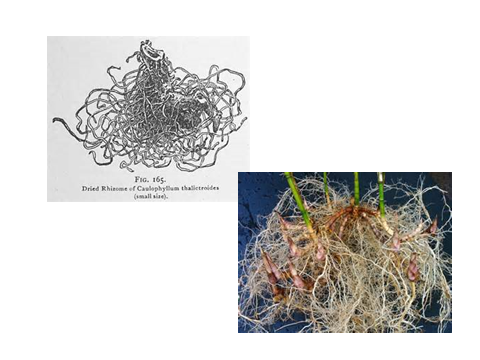 FIG. 165.
Dried Rhizome of Caulophyllum thalictroides
(small size).